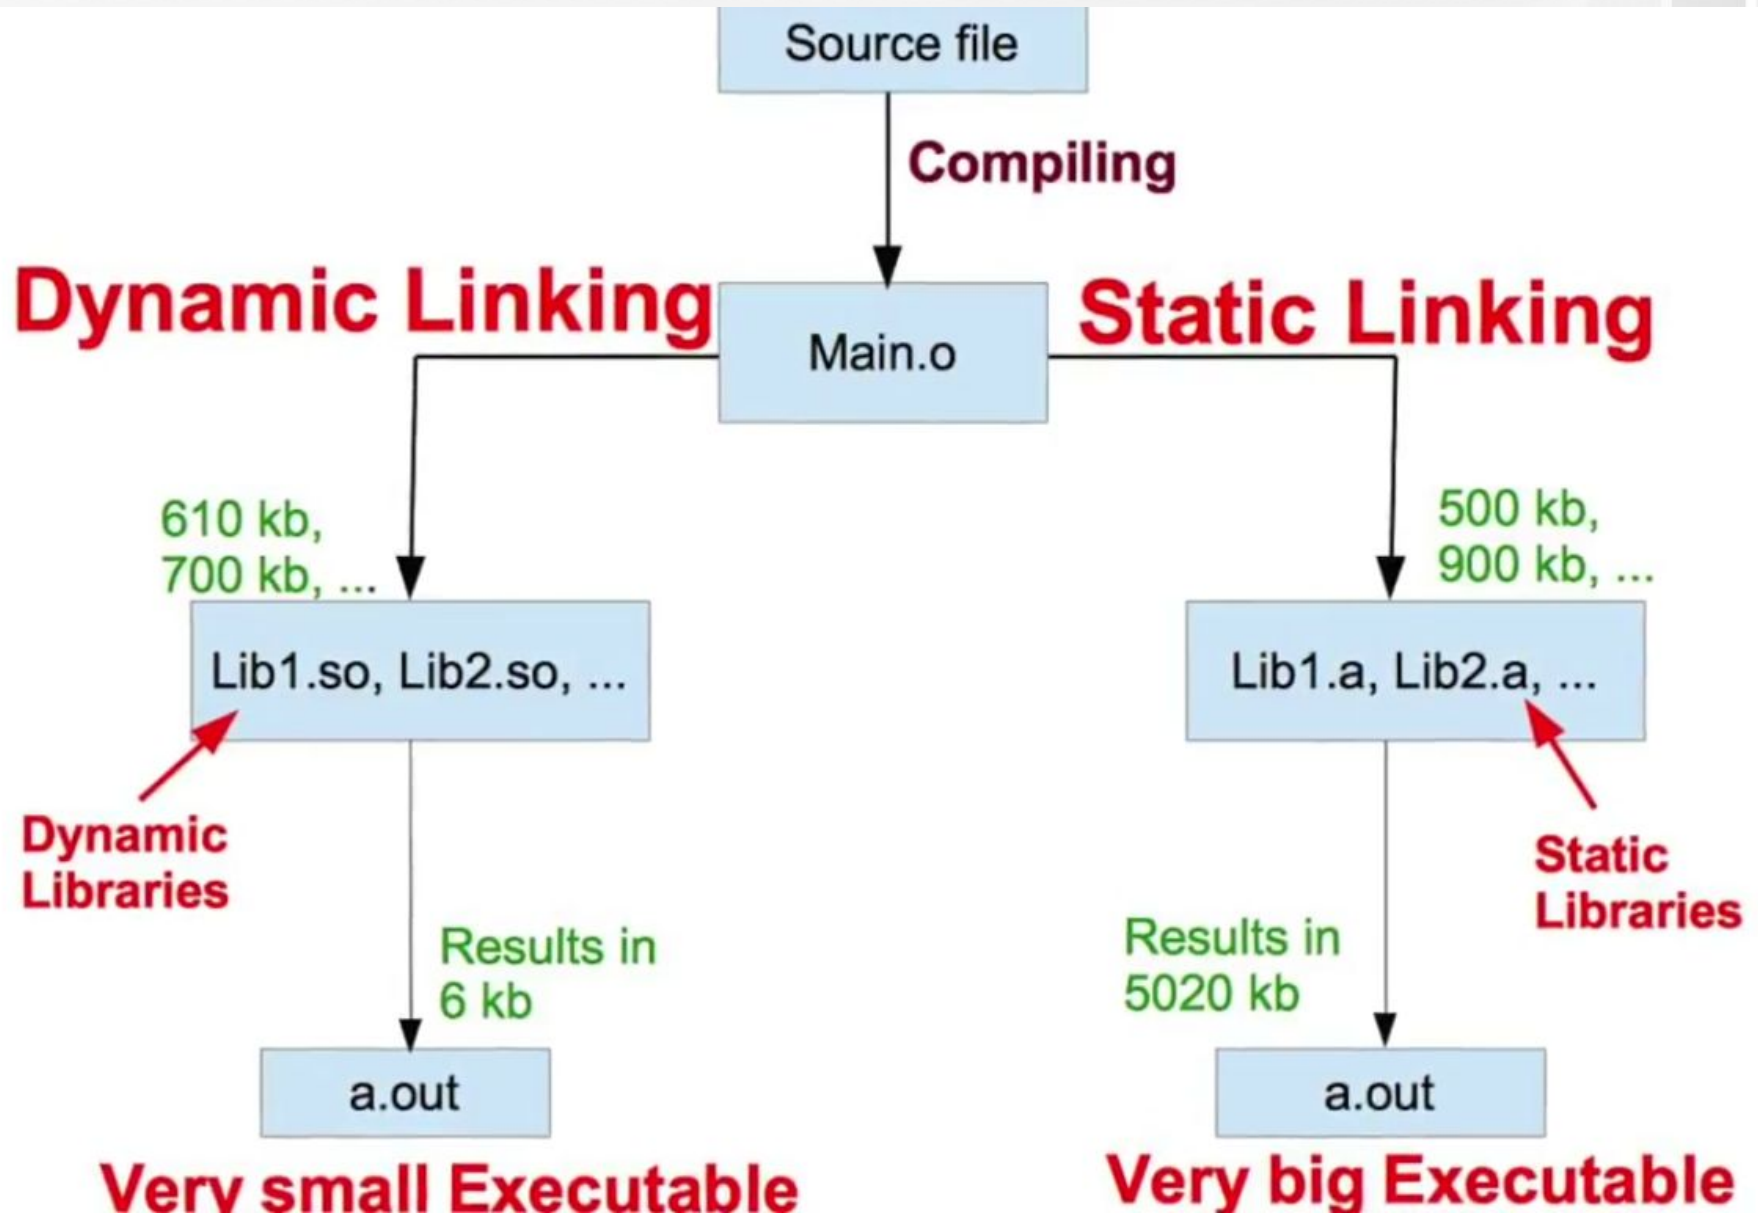 Source file
Compiling
Dynamic Linking
Static Linking
Main.o
610 kb,
700 kb, ...
500 kb,
900 kb, ...
Lib1.so, Lib2.so, ...
Lib1.a, Lib2.a, ...
Dynamic
Libraries
Static
Libraries
Results in
6 kb
Results in
5020 kb
a.out
a.out
Very small Executable
Very big Executable